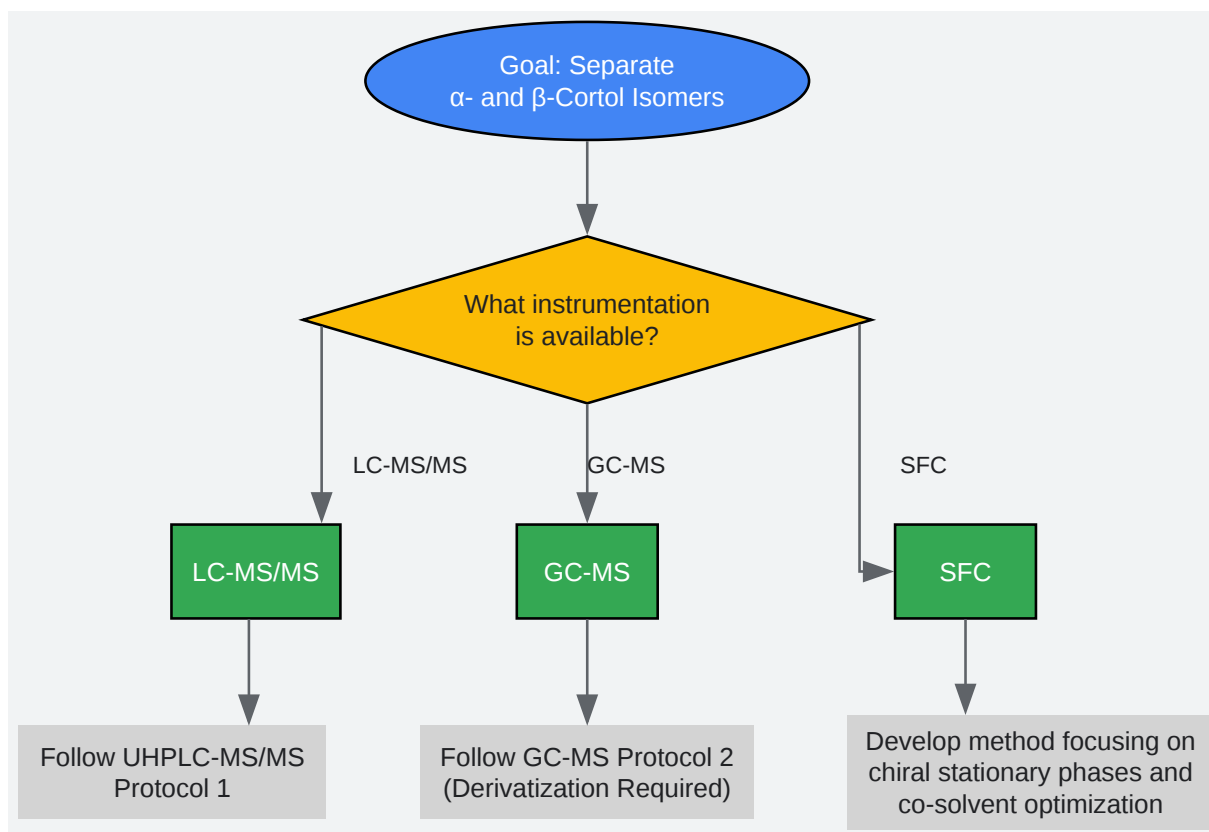 Goal: Separate
α- and β-Cortol Isomers
What instrumentation
is available?
LC-MS/MS
GC-MS
SFC
LC-MS/MS
GC-MS
SFC
Follow UHPLC-MS/MS
Protocol 1
Follow GC-MS Protocol 2
(Derivatization Required)
Develop method focusing on
chiral stationary phases and
co-solvent optimization